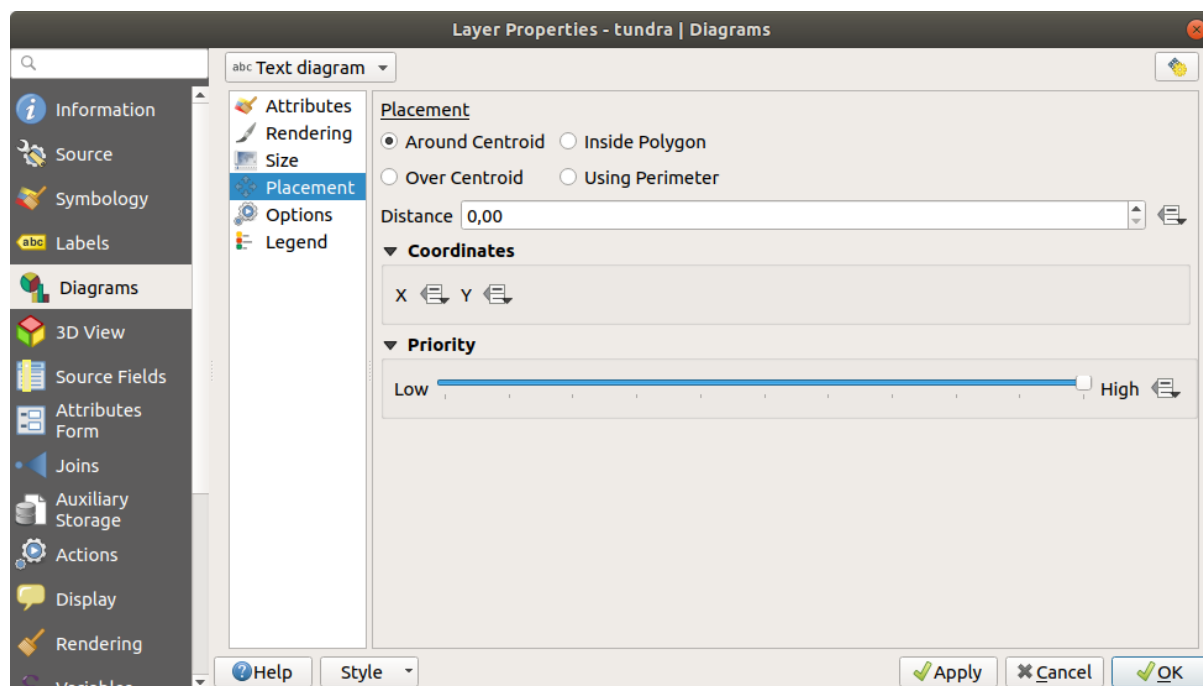 Layer Properties - tundra | Diagrams
Information
Source
Symbology
abc Labels
Diagrams
3D View
Source Fields
Attributes
Form
Joins
Auxiliary
Storage
Actions
Display
Rendering
Variables
abc Text diagram
Attributes
Rendering
Size
Placement
Options
Legend
Placement
Around Centroid Inside Polygon
Over Centroid Using Perimeter
Distance 0,00
Coordinates
X Y
Priority
Low High
Help Style Apply Cancel OK